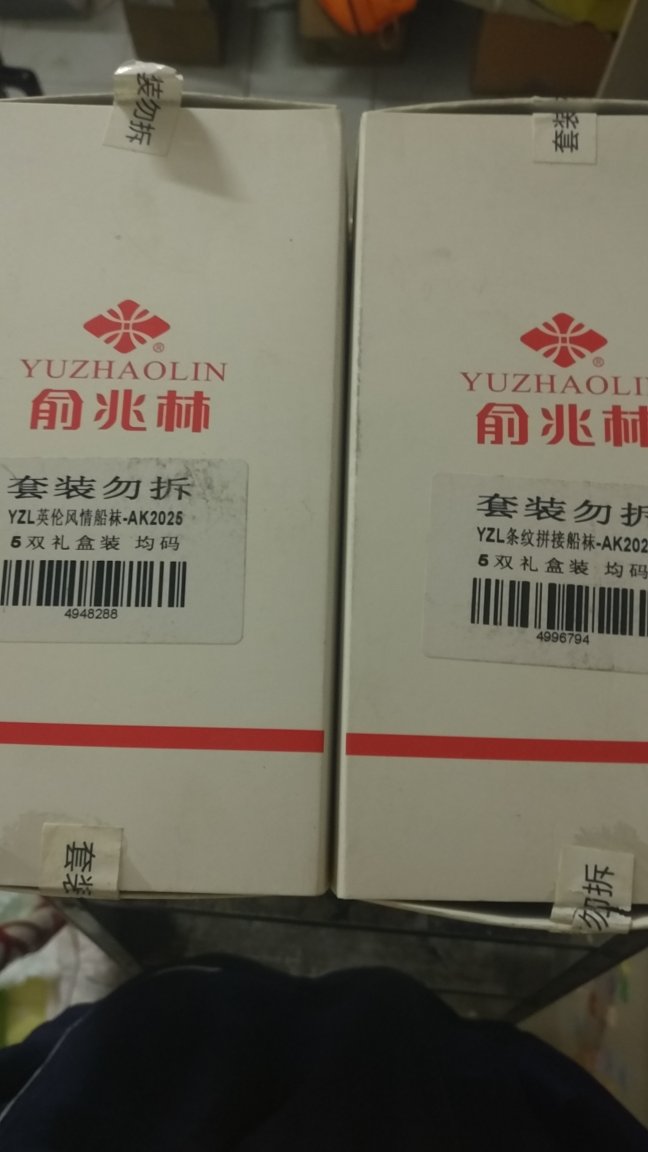 装勿拆
YUZHAOLIN
俞兆林
套装勿拆
YZL英伦风情船袜-AK2025
5双礼盒装 均码
4948288
套装
装套
YUZHAOLI
俞兆林
套装勿拆
YZL条纹拼接船袜-AK202
5双礼盒装 均码
4996794
勿拆